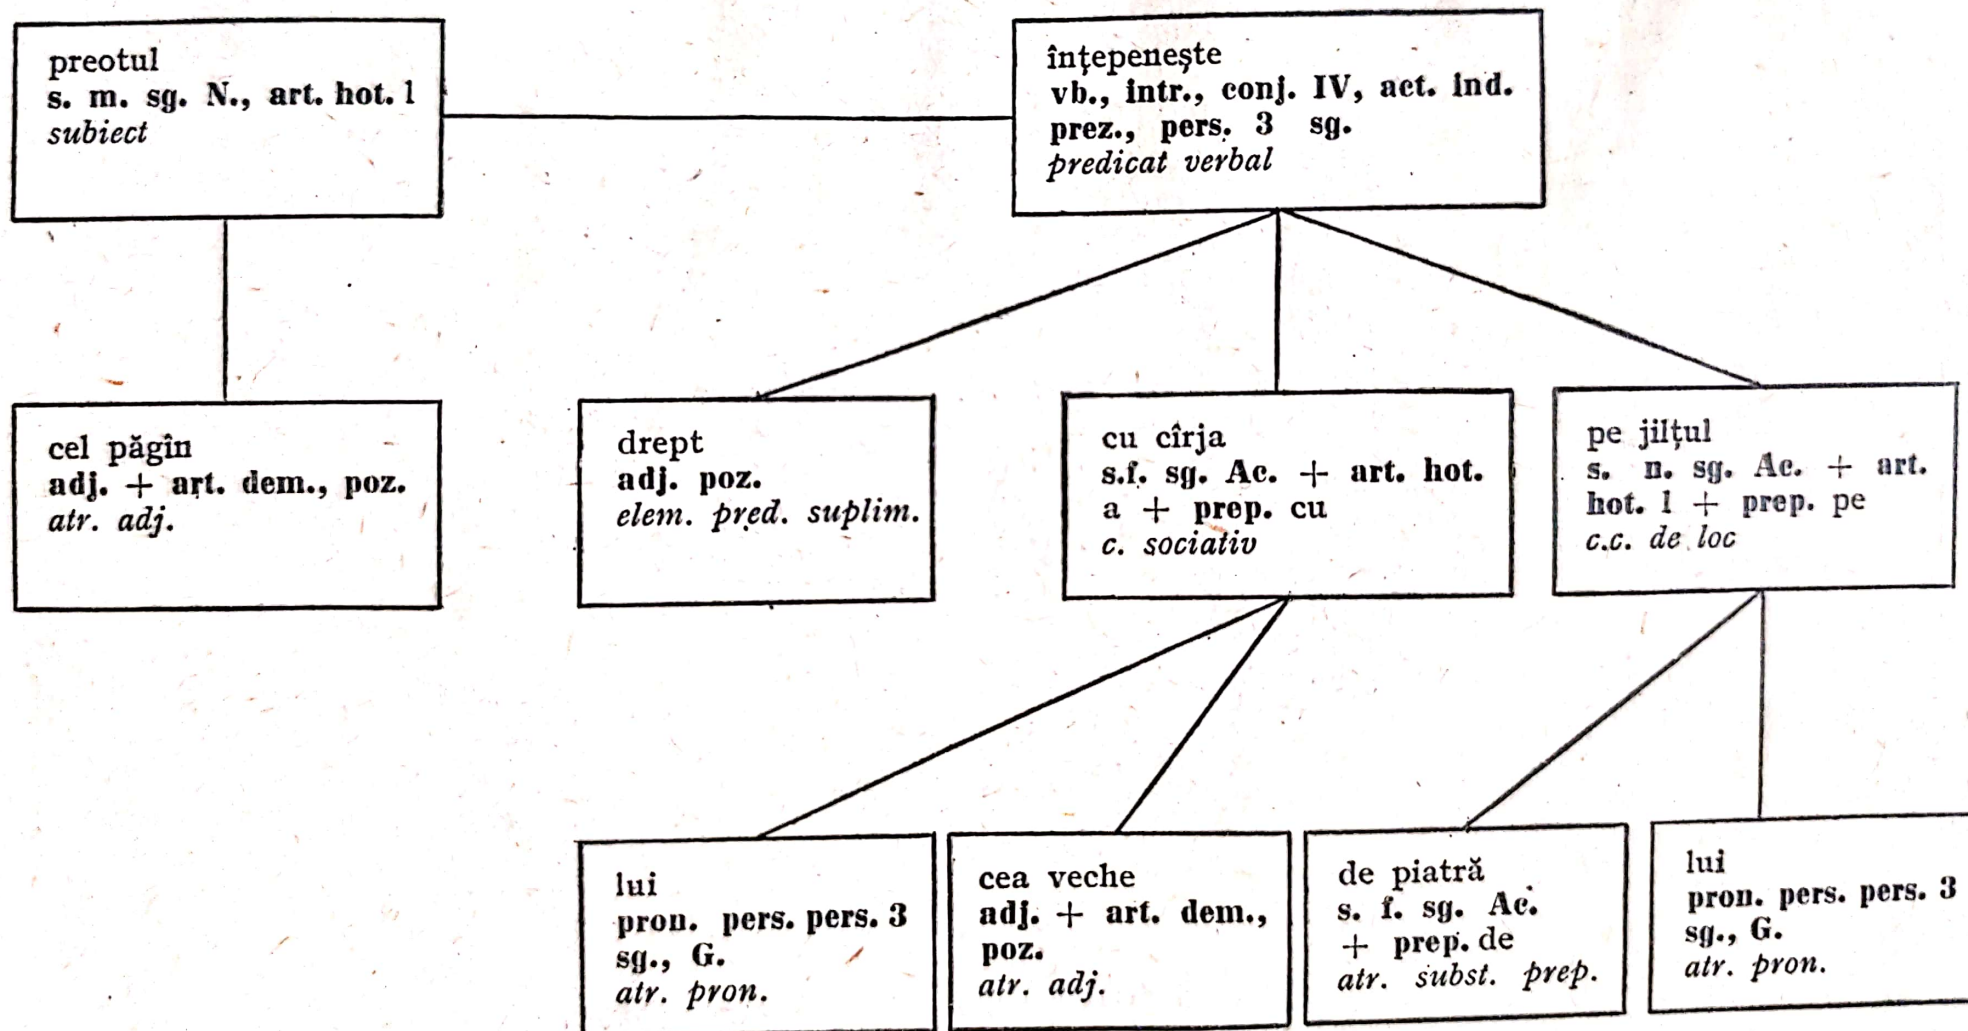 preotul
s. m. sg. N., art. hot. l
subiect
înţepeneşte
vb., intr., conj. IV, act. ind.
prez., pers. 3 sg.
predicat verbal
cel păgîn
adj. + art. dem., poz.
atr. adj.
drept
adj. poz.
elem. pred. suplim.
cu cîrja
s.f. sg. Ac. + art. hot.
a + prep. cu
c. sociativ
pe jilţul
s. n. sg. Ac. + art.
hot. l + prep. pe
c.c. de loc
lui
pron. pers. pers. 3
sg., G.
atr. pron.
cea veche
adj. + art. dem.,
poz.
atr. adj.
de piatră
s. f. sg. Ac.
+ prep. de
atr. subst. prep.
lui
pron. pers. pers. 3
sg., G.
atr. pron.